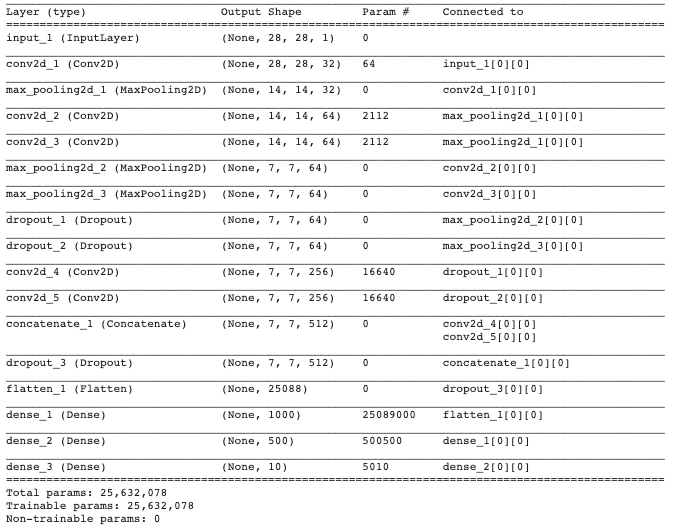 Layer (type) Output Shape Param # Connected to
input_1 (InputLayer) (None, 28, 28, 1) 0
conv2d_1 (Conv2D) (None, 28, 28, 32) 64 input_1[0][0]
max_pooling2d_1 (MaxPooling2D) (None, 14, 14, 32) 0 conv2d_1[0][0]
conv2d_2 (Conv2D) (None, 14, 14, 64) 2112 max_pooling2d_1[0][0]
conv2d_3 (Conv2D) (None, 14, 14, 64) 2112 max_pooling2d_1[0][0]
max_pooling2d_2 (MaxPooling2D) (None, 7, 7, 64) 0 conv2d_2[0][0]
max_pooling2d_3 (MaxPooling2D) (None, 7, 7, 64) 0 conv2d_3[0][0]
dropout_1 (Dropout) (None, 7, 7, 64) 0 max_pooling2d_2[0][0]
dropout_2 (Dropout) (None, 7, 7, 64) 0 max_pooling2d_3[0][0]
conv2d_4 (Conv2D) (None, 7, 7, 256) 16640 dropout_1[0][0]
conv2d_5 (Conv2D) (None, 7, 7, 256) 16640 dropout_2[0][0]
concatenate_1 (Concatenate) (None, 7, 7, 512) 0 conv2d_4[0][0]
conv2d_5[0][0]
dropout_3 (Dropout) (None, 7, 7, 512) 0 concatenate_1[0][0]
flatten_1 (Flatten) (None, 25088) 0 dropout_3[0][0]
dense_1 (Dense) (None, 1000) 25089000 flatten_1[0][0]
dense_2 (Dense) (None, 500) 500500 dense_1[0][0]
dense_3 (Dense) (None, 10) 5010 dense_2[0][0]
Total params: 25,632,078
Trainable params: 25,632,078
Non-trainable params: 0